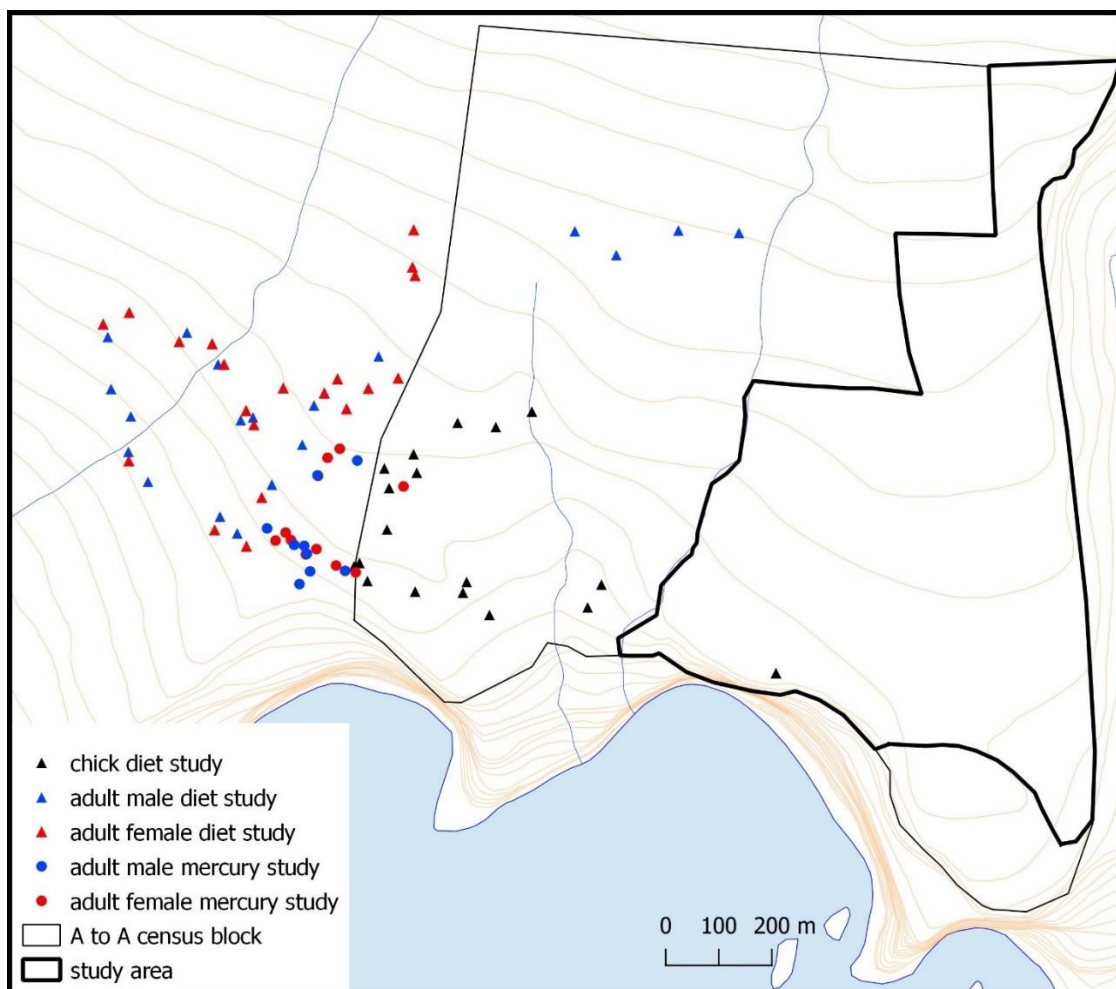 chick diet study
adult male diet study
adult female diet study
adult male mercury study
adult female mercury study
A to A census block
study area
0 100 200 m